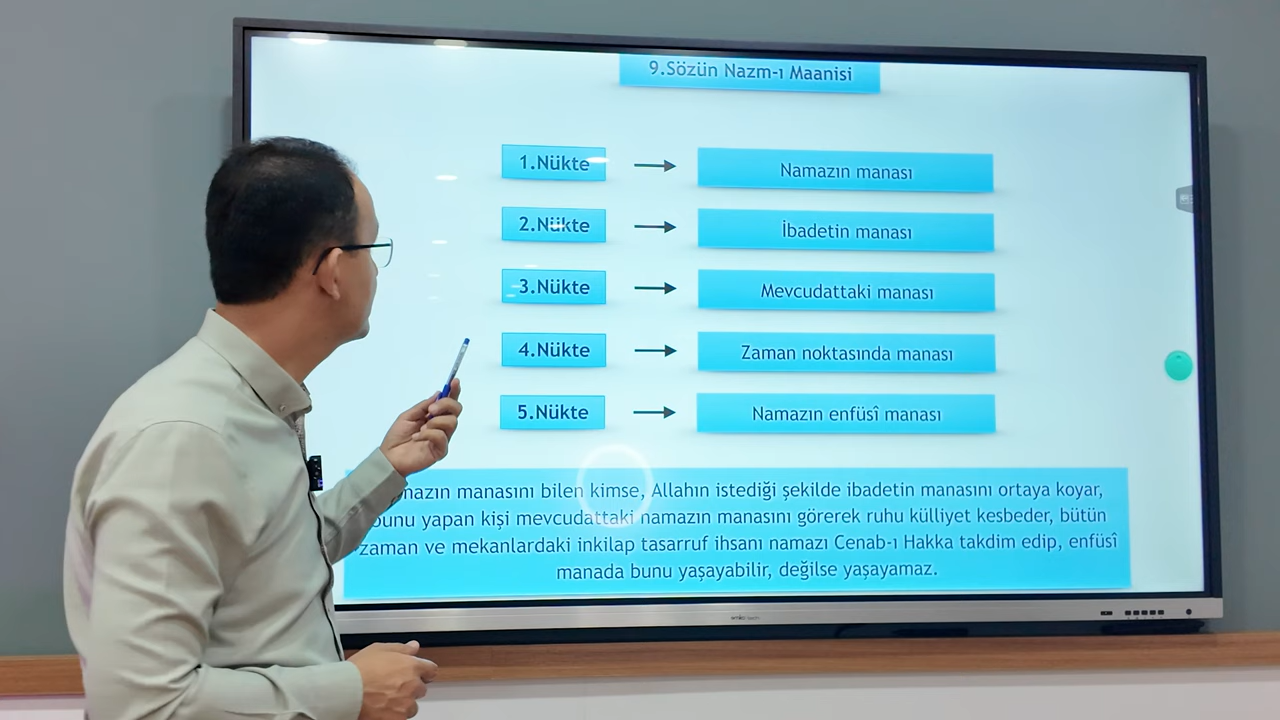 9.Sözün Nazm-ı Maanisi
1.Nükte Namazın manası
2.Nükte İbadetin manası
3.Nükte Mevcudattaki manası
4.Nükte Zaman noktasında manası
5.Nükte Namazın enfüsî manası
manasını bilen kimse, Allahın istediği şekilde ibadetin manasını ortaya koyar,
bunu yapan kişi mevcudattaki namazın manasını görerek ruhu külliyet kesbeder, bütün
zaman ve mekanlardaki inkilap tasarruf ihsanı namazı Cenab-ı Hakka takdim edip, enfüsî
manada bunu yaşayabilir, değilse yaşayamaz.